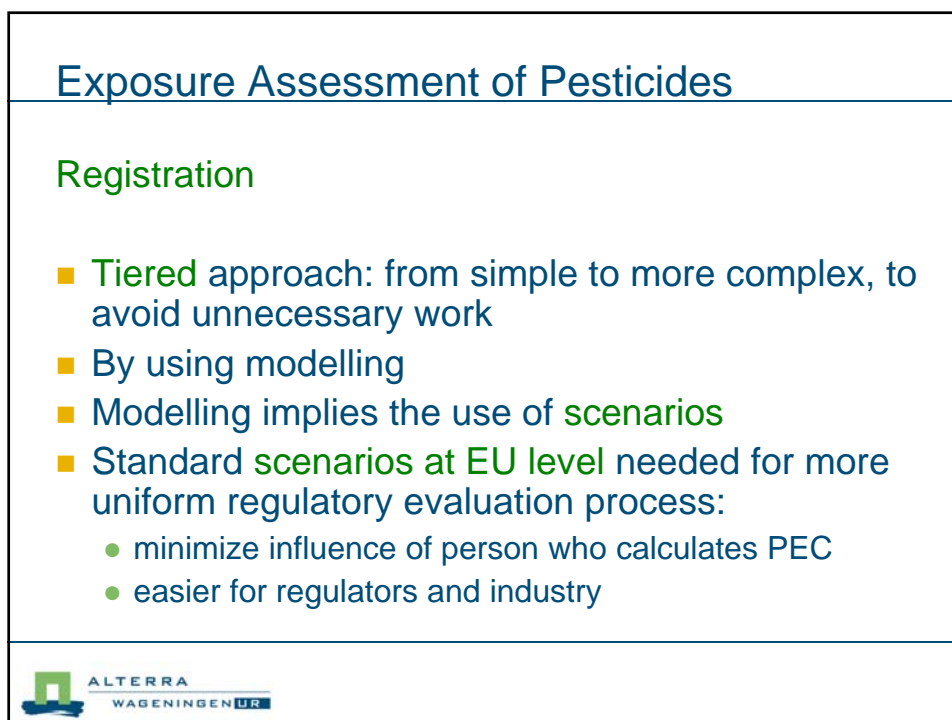 Exposure Assessment of Pesticides
Registration
Tiered approach: from simple to more complex, to
avoid unnecessary work
By using modelling
Modelling implies the use of scenarios
Standard scenarios at EU level needed for more
uniform regulatory evaluation process:
minimize influence of person who calculates PEC
easier for regulators and industry
ALTERRA
WAGENINGEN UR